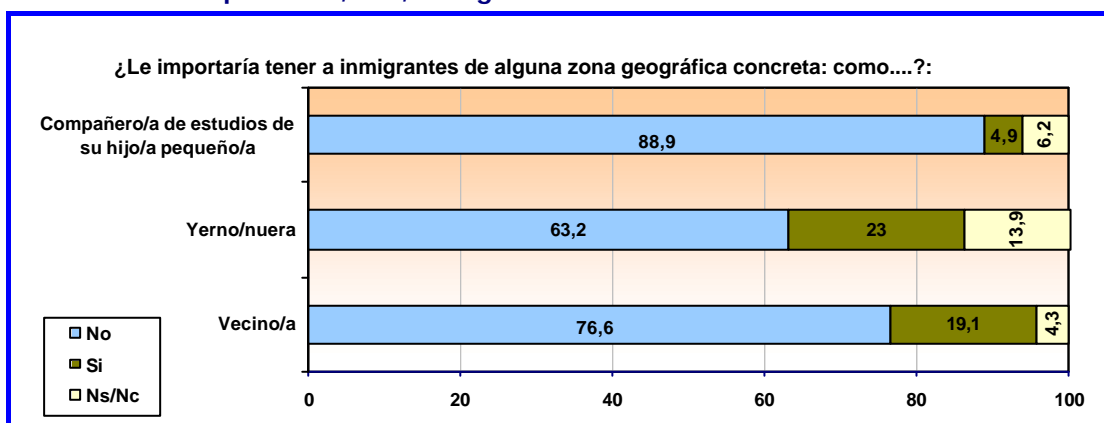 ¿Le importaría tener a inmigrantes de alguna zona geográfica concreta: como....?:
Compañero/a de estudios de
su hijo/a pequeño/a
88,9
4,9
6,2
Yerno/nuera
63,2
23
13,9
Vecino/a
76,6
19,1
4,3
No
Si
Ns/Nc
0 20 40 60 80 100